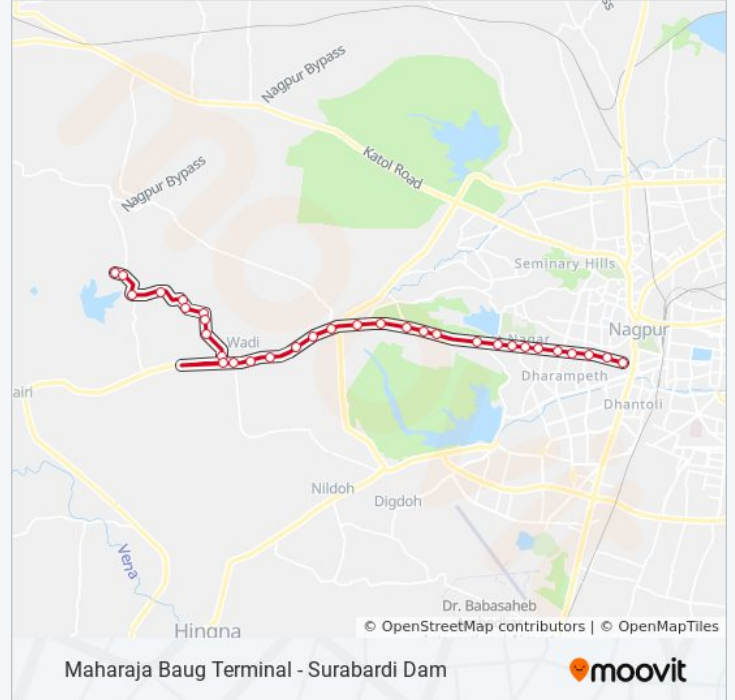 Nagpur Bypass
Katol Road
Nagpur Bypass
Seminary Hills
Nagar
Nagpur
Wadi
Dharampeth
airi
Dhantoli
Nildoh
Digdoh
Vena
Dr. Babasaheb
Hingna
© OpenStreetMap contributors | © OpenMapTiles
Maharaja Baug Terminal - Surabardi Dam
moovit